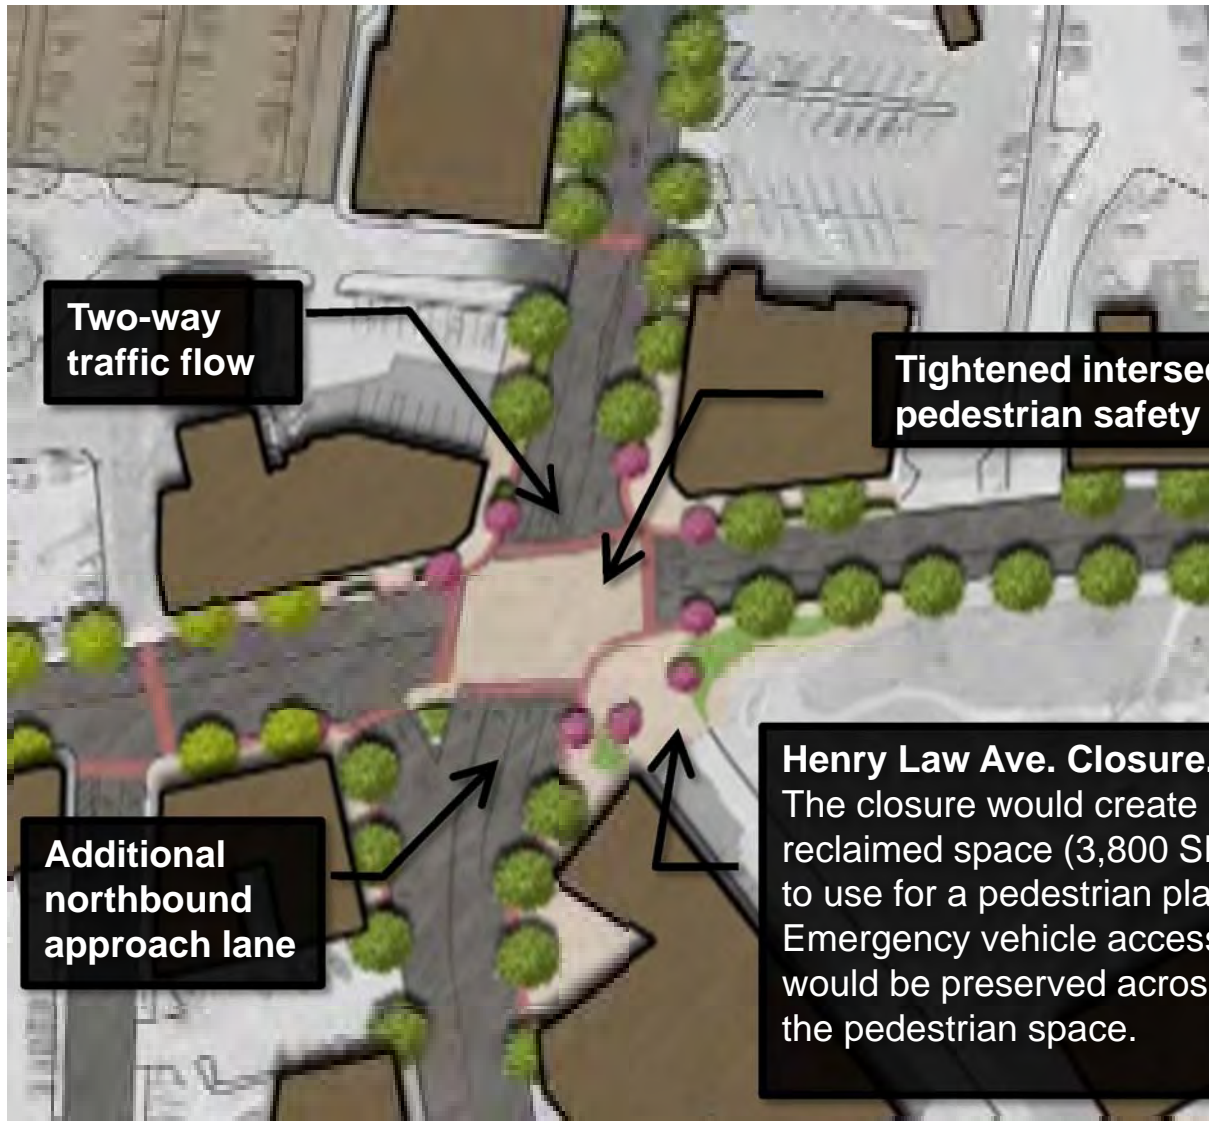 Two-way
traffic flow
Tightened interse
pedestrian safety
Henry Law Ave. Closure.
The closure would create
reclaimed space (3,800 S
to use for a pedestrian pla
Emergency vehicle access
would be preserved acros
the pedestrian space.
Additional
northbound
approach lane